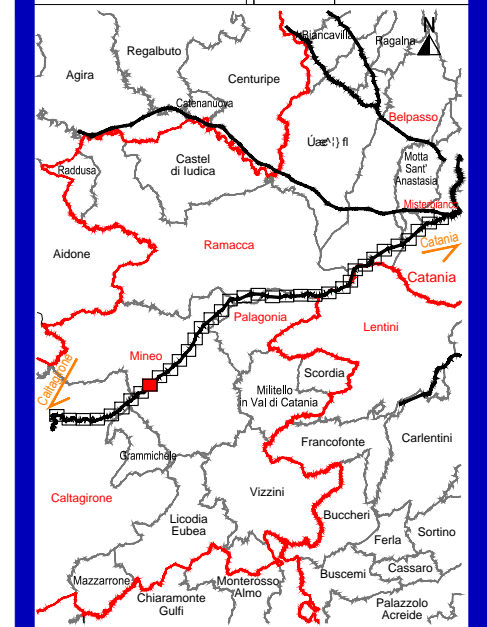 N
Biancavilla
Ragalna
Regalbuto
Agira
Centuripe
Catenanuova
Belpasso
Motta
Sant'
Anastasia
Castel
di Iudica
Raddusa
Misterbianco
Ramacca
Catania
Aidone
Catania
Palagonia
Lentini
Mineo
Caltagirone
Scordia
Militello
in Val di Catania
Francofonte
Carlentini
Grammichele
Caltagirone
Vizzini
Buccheri
Licodia
Eubea
Ferla
Sortino
Cassaro
Buscemi
Mazzarrone
Monterosso
Almo
Chiaramonte
Gulfi
Palazzolo
Acreide